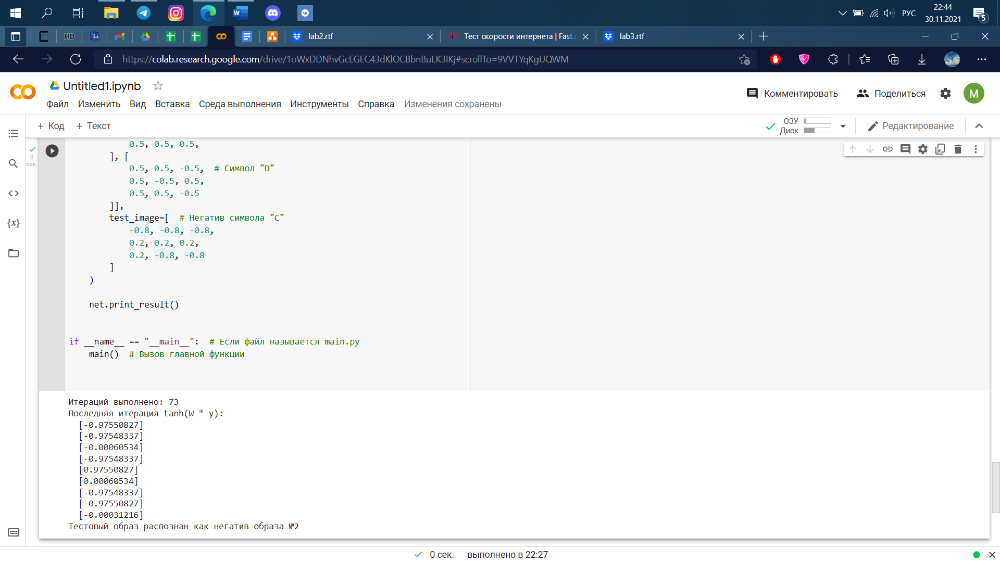 22:44
РУС
30.11.2021
5
HD
lab2.rtf
Тест скорости интернета | Fast.c
lab3.rtf
https://colab.research.google.com/drive/1oWxDDNhvGcEGEC43dKlOCBbnBuLK3IKj#scrollTo=9VVTYqKgUQWM
Untitled1.ipynb
Комментировать
Поделиться
M
Файл Изменить Вид Вставка Среда выполнения Инструменты Справка Изменения сохранены
+ Код + Текст
ОЗУ
Диск
Редактирование
0
сек.
0.5, 0.5, 0.5,
], [
0.5, 0.5, -0.5,  # Символ "D"
0.5, -0.5, 0.5,
0.5, 0.5, -0.5
]],
test_image=[  # Негатив символа "C"
-0.8, -0.8, -0.8,
0.2, 0.2, 0.2,
0.2, -0.8, -0.8
]
)
net.print_result()
if __name__ == "__main__":  # Если файл называется main.py
main()  # Вызов главной функции
Итераций выполнено: 73
Последняя итерация tanh(W * y):
[-0.97550827]
[-0.97548337]
[-0.00060534]
[-0.97548337]
[0.97550827]
[0.00060534]
[-0.97548337]
[-0.97550827]
[-0.00031216]
Тестовый образ распознан как негатив образа №2
0 сек. выполнено в 22:27